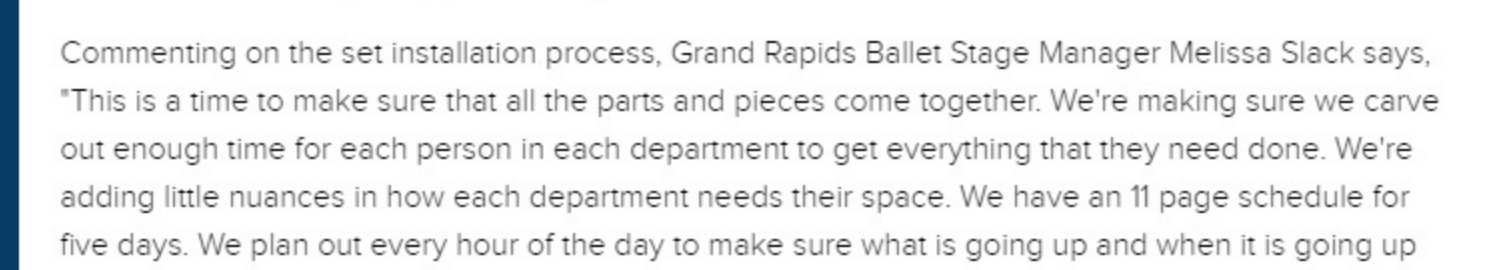 Commenting on the set installation process, Grand Rapids Ballet Stage Manager Melissa Slack says,
"This is a time to make sure that all the parts and pieces come together. We're making sure we carve
out enough time for each person in each department to get everything that they need done. We're
adding little nuances in how each department needs their space. We have an 11 page schedule for
five days. We plan out every hour of the day to make sure what is going up and when it is going up